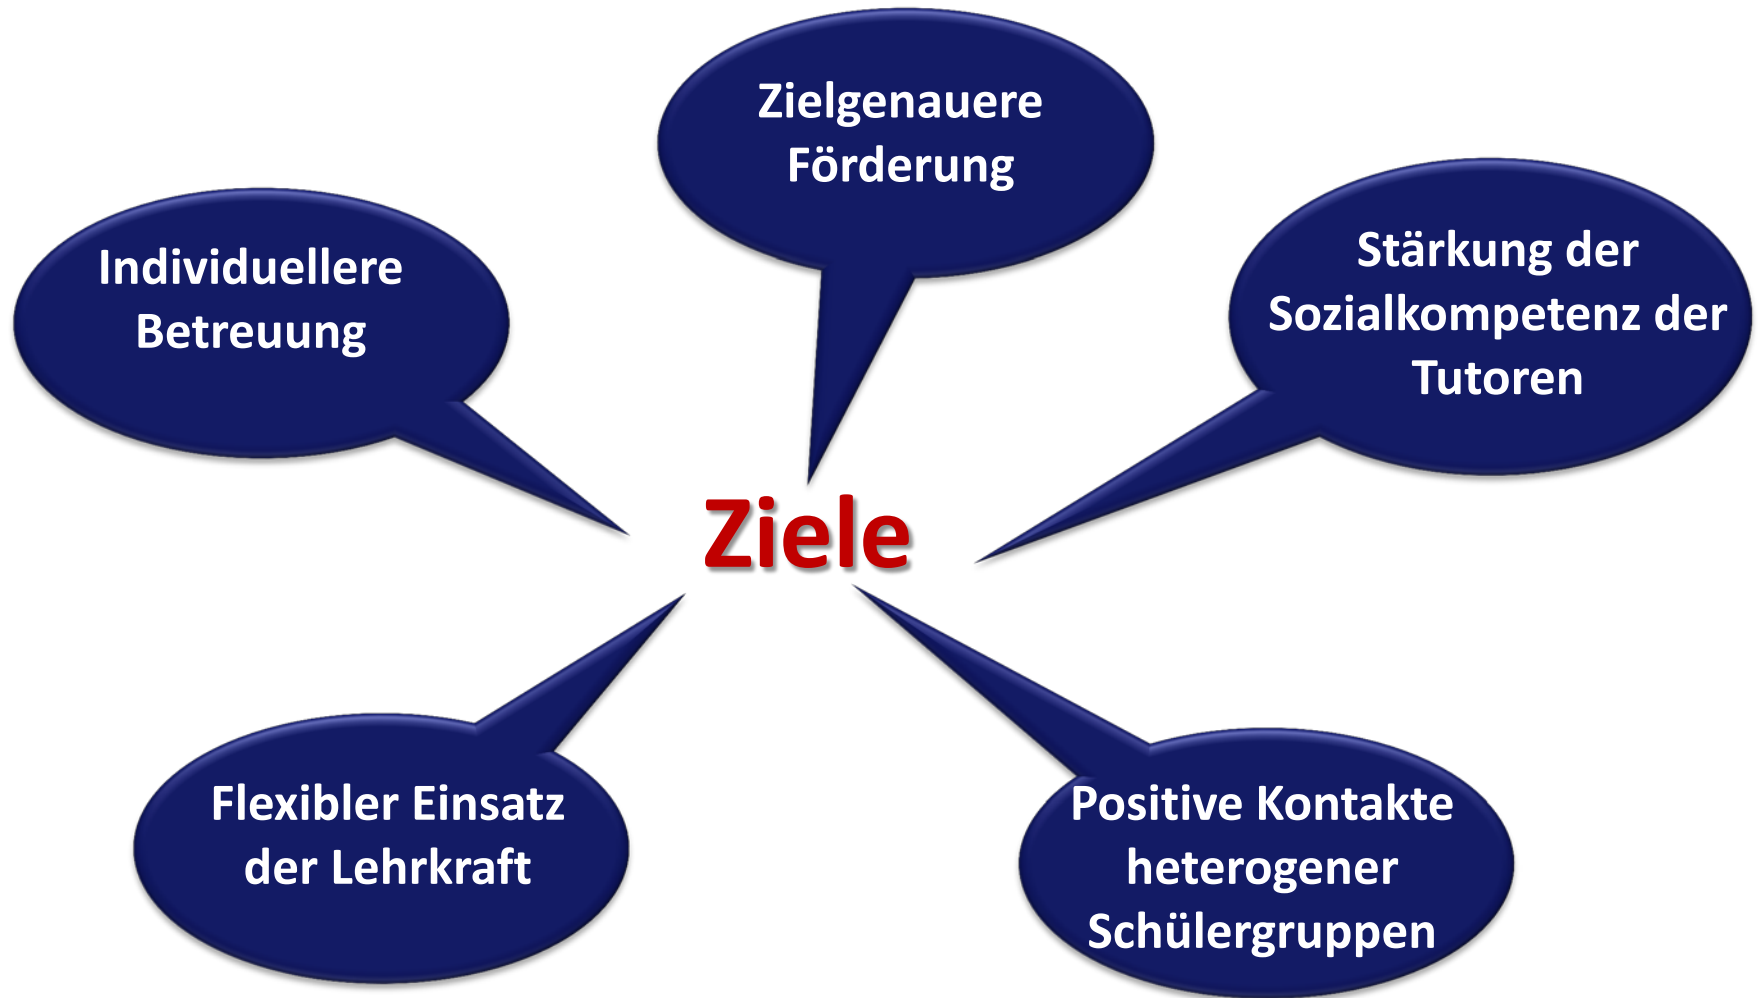 Zielgenauere
Förderung
Individuellere
Betreuung
Stärkung der
Sozialkompetenz der
Tutoren
Ziele
Flexibler Einsatz
der Lehrkraft
Positive Kontakte
heterogener
Schülergruppen